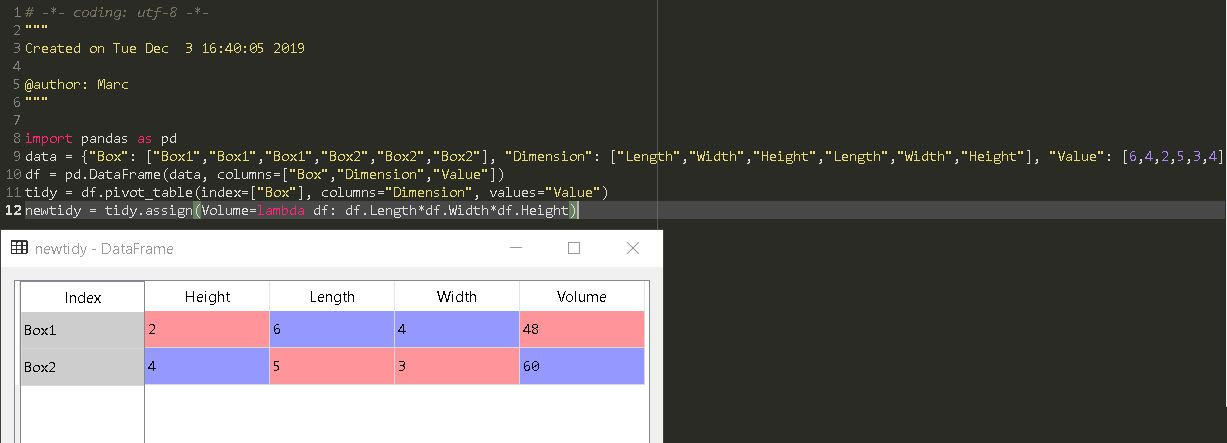 1 # -*- coding: utf-8 -*-
2 """
3 Created on Tue Dec  3 16:40:05 2019
4
5 @author: Marc
6 """
7
8 import pandas as pd
9 data = {"Box": ["Box1","Box1","Box1","Box2","Box2","Box2"], "Dimension": ["Length","Width","Height","Length","Width","Height"], "Value": [6,4,2,5,3,4]
10 df = pd.DataFrame(data, columns=["Box","Dimension","Value"])
11 tidy = df.pivot_table(index=["Box"], columns="Dimension", values="Value")
12 newtidy = tidy.assign(Volume=lambda df: df.Length*df.Width*df.Height)
newtidy - DataFrame
Index Height Length Width Volume
Box1 2 6 4 48
Box2 4 5 3 60